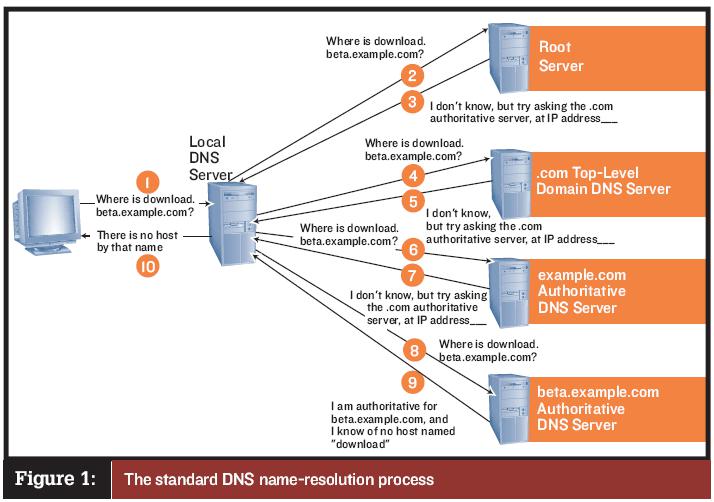 Where is download.
beta.example.com?
2
3
Root
Server
I don't know, but try asking the .com
authoritative server, at IP address___
Local
DNS
Server
1
Where is download.
beta.example.com?
There is no host
by that name
10
Where is download.
beta.example.com?
4
5
.com Top-Level
Domain DNS Server
I don't know,
but try asking the .com
authoritative server, at IP address___
Where is download.
beta.example.com?
6
7
example.com
Authoritative
DNS Server
I don't know, but try asking
the .com authoritative
server, at IP address___
8
Where is download.
beta.example.com?
9
I am authoritative for
beta.example.com, and
I know of no host named
"download"
beta.example.com
Authoritative
DNS Server
Figure 1:
The standard DNS name-resolution process